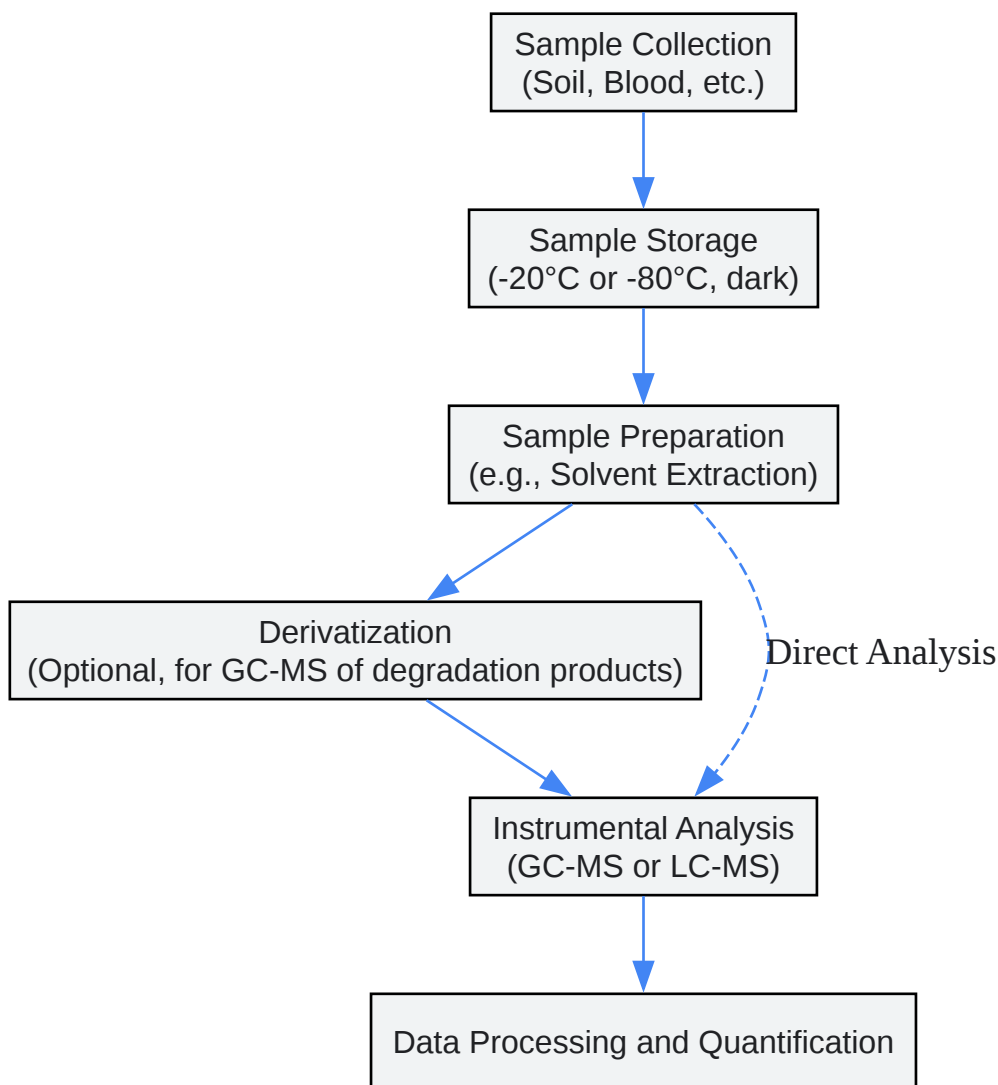 Sample Collection
(Soil, Blood, etc.)
Sample Storage
(-20°C or -80°C, dark)
Sample Preparation
(e.g., Solvent Extraction)
Derivatization
(Optional, for GC-MS of degradation products)
Direct Analysis
Instrumental Analysis
(GC-MS or LC-MS)
Data Processing and Quantification